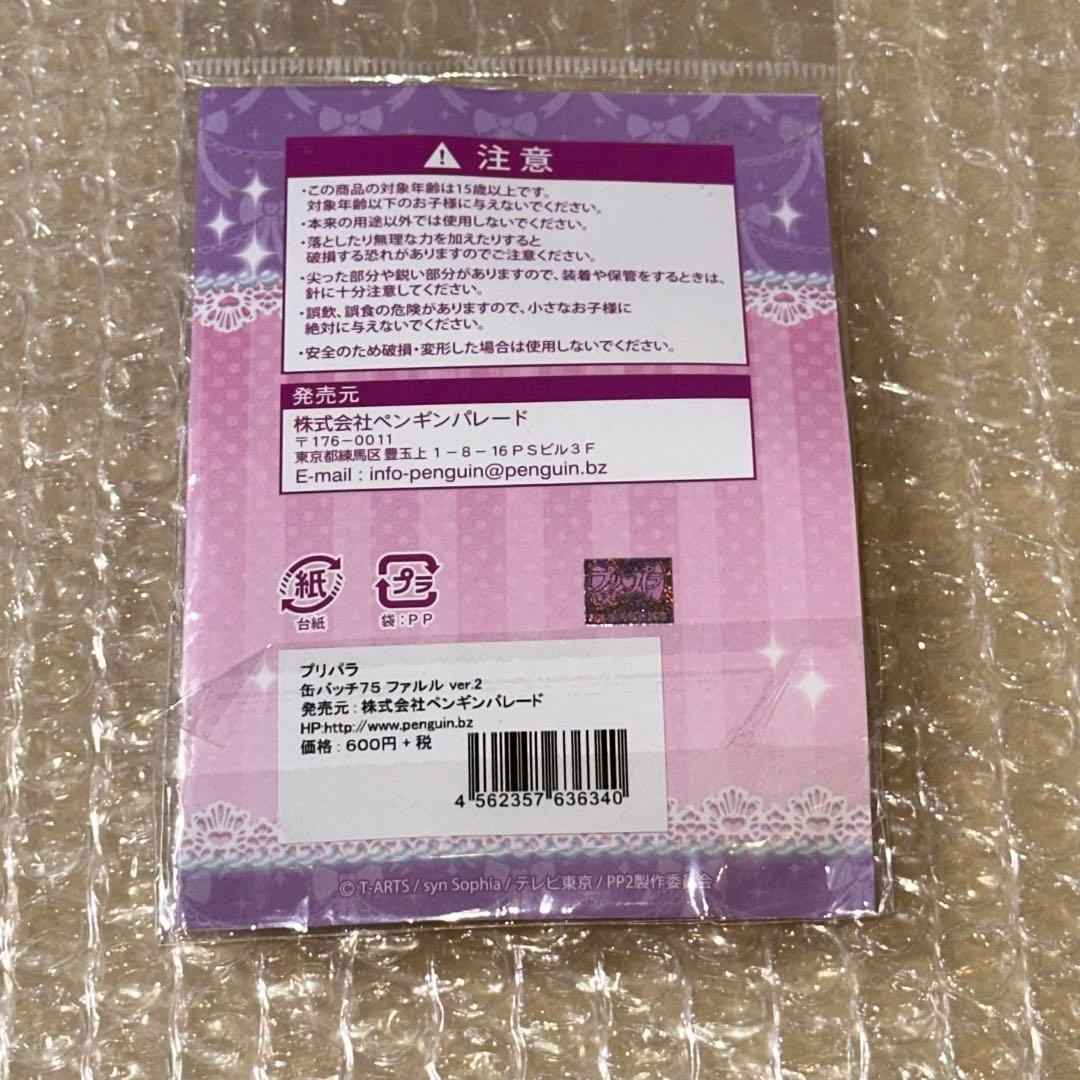 ⚠ 注意
・この商品の対象年齢は15歳以上です。
対象年齢以下のお子様に与えないでください。
・本来の用途以外では使用しないでください。
・落としたり無理な力を加えたりすると
破損する恐れがありますのでご注意ください。
・尖った部分や鋭い部分がありますので、装着や保管をするときは、
針に十分注意してください。
・誤飲、誤食の危険がありますので、小さなお子様に
絶対に与えないでください。
・安全のため破損・変形した場合は使用しないでください。
発売元
株式会社ペンギンパレード
〒176-0011
東京都練馬区豊玉上 1-8-16 PSビル3F
E-mail : info-penguin@penguin.bz
紙
台紙
プラ
袋:PP
プリパラ
プリパラ
缶バッチ75 ファルル ver.2
発売元:株式会社ペンギンパレード
HP:http://www.penguin.bz
価格:600円+税
4 562357 636340
© T-ARTS / syn Sophia / テレビ東京 / PP2製作委員会